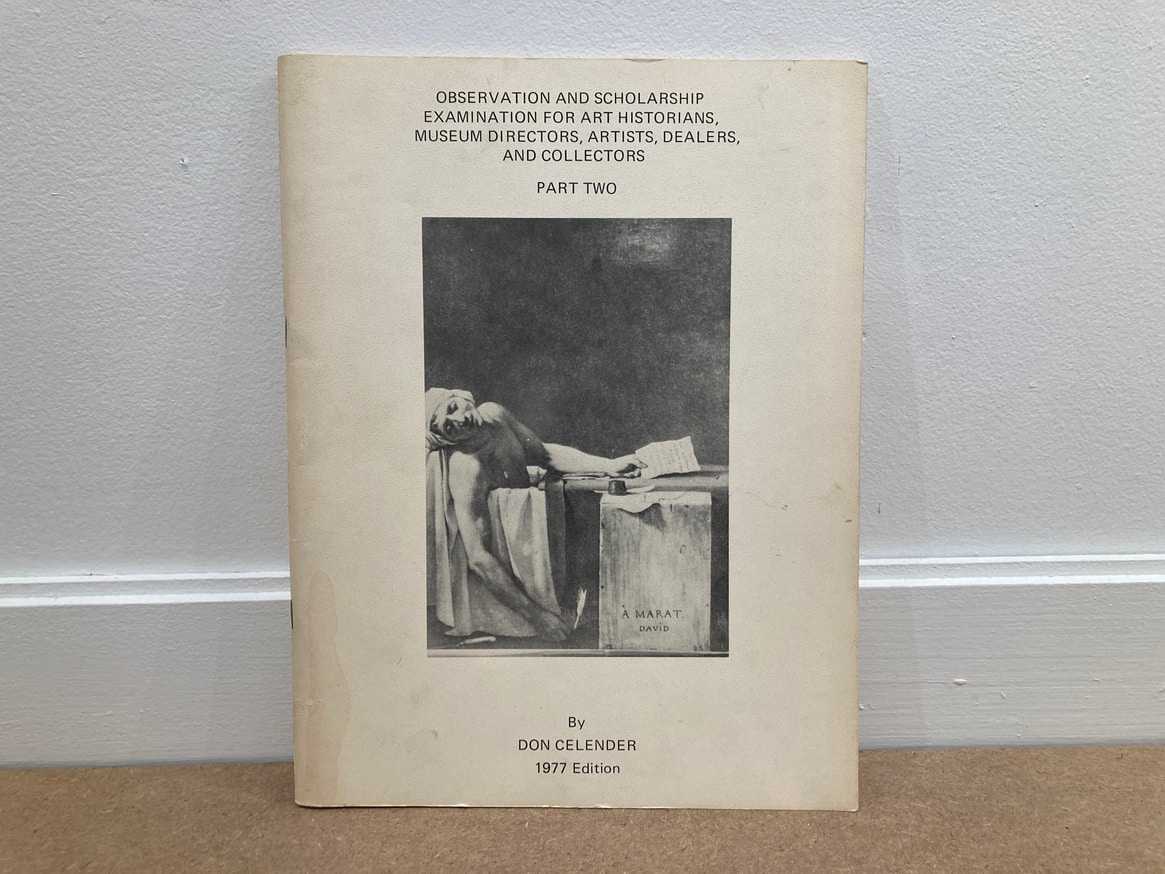 OBSERVATION AND SCHOLARSHIP
EXAMINATION FOR ART HISTORIANS,
MUSEUM DIRECTORS, ARTISTS, DEALERS,
AND COLLECTORS
PART TWO
À MARAT.
DAVID
By
DON CELENDER
1977 Edition